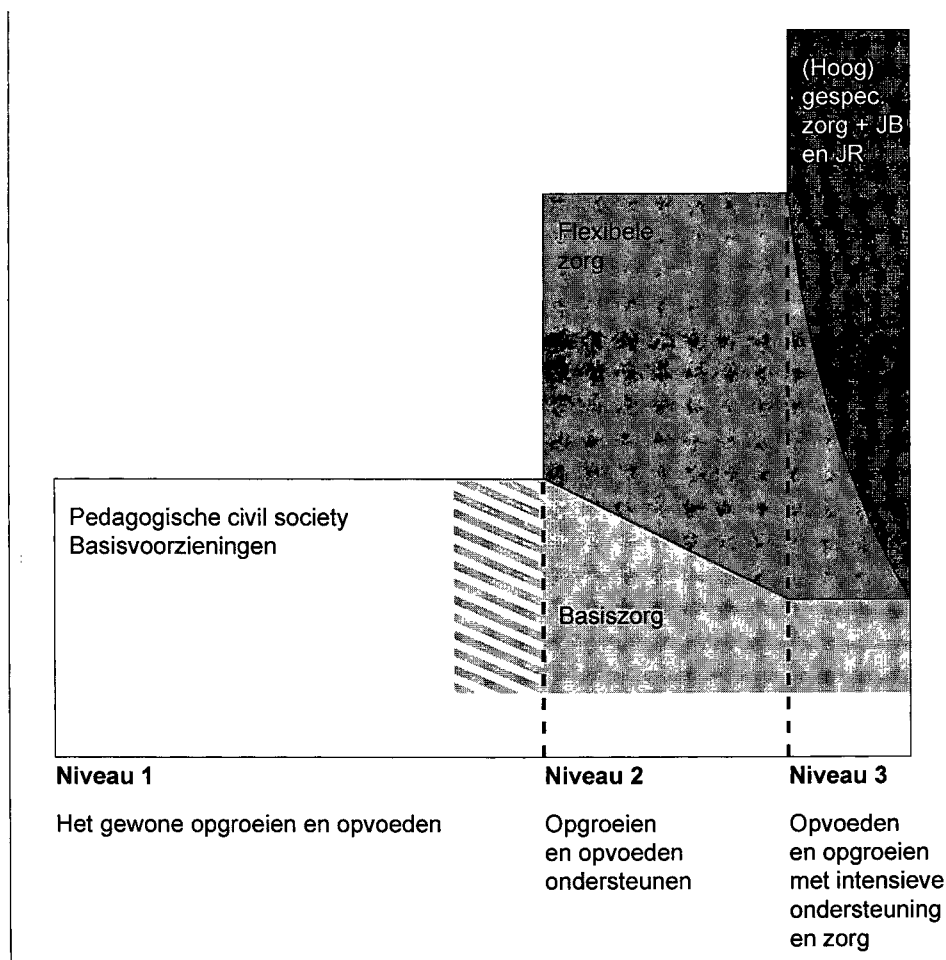 (Hoog)
gespec.
zorg + JB
en JR
Flexibele
zorg
Pedagogische civil society
Basisvoorzieningen
Basiszorg
Niveau 1
Het gewone opgroeien en opvoeden
Niveau 2
Opgroeien
en opvoeden
ondersteunen
Niveau 3
Opvoeden
en opgroeien
met intensieve
ondersteuning
en zorg